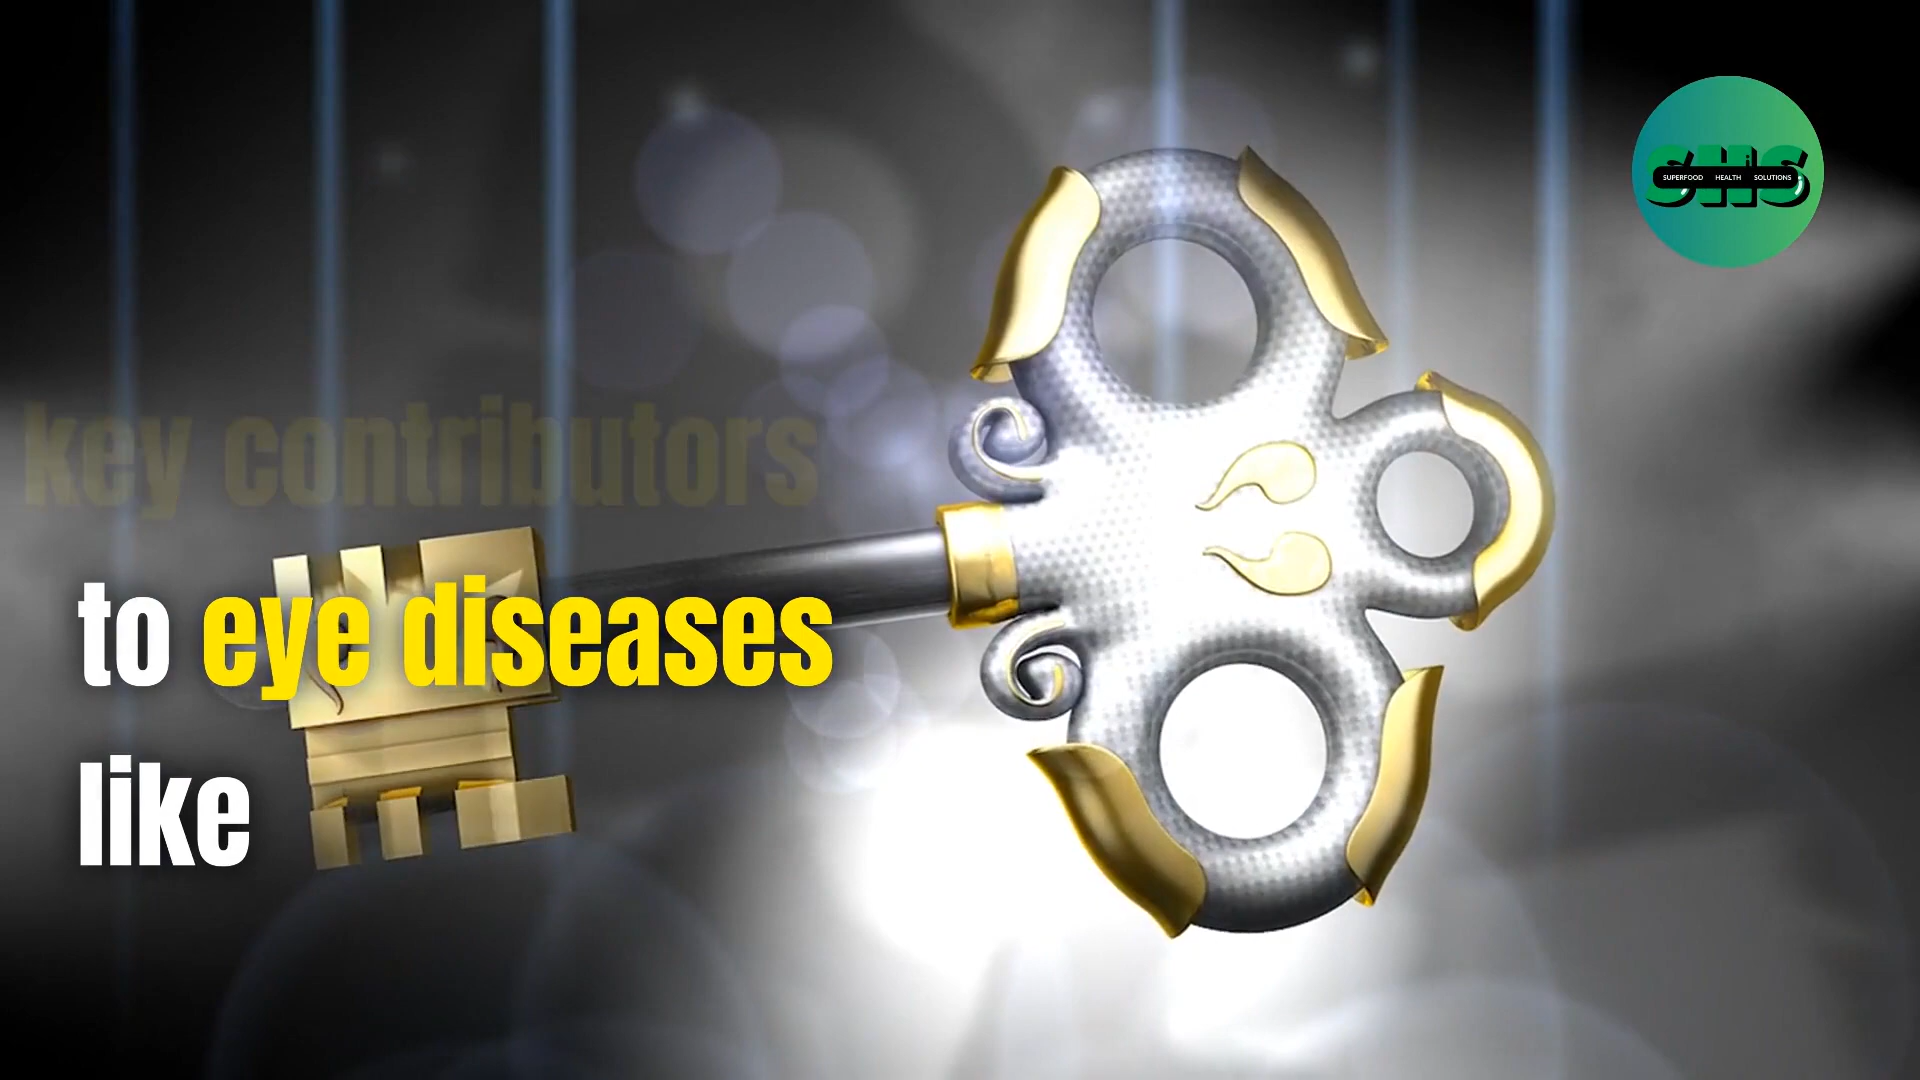 SHS
SUPERFOOD HEALTH SOLUTIONS
key contributors
to eye diseases
like